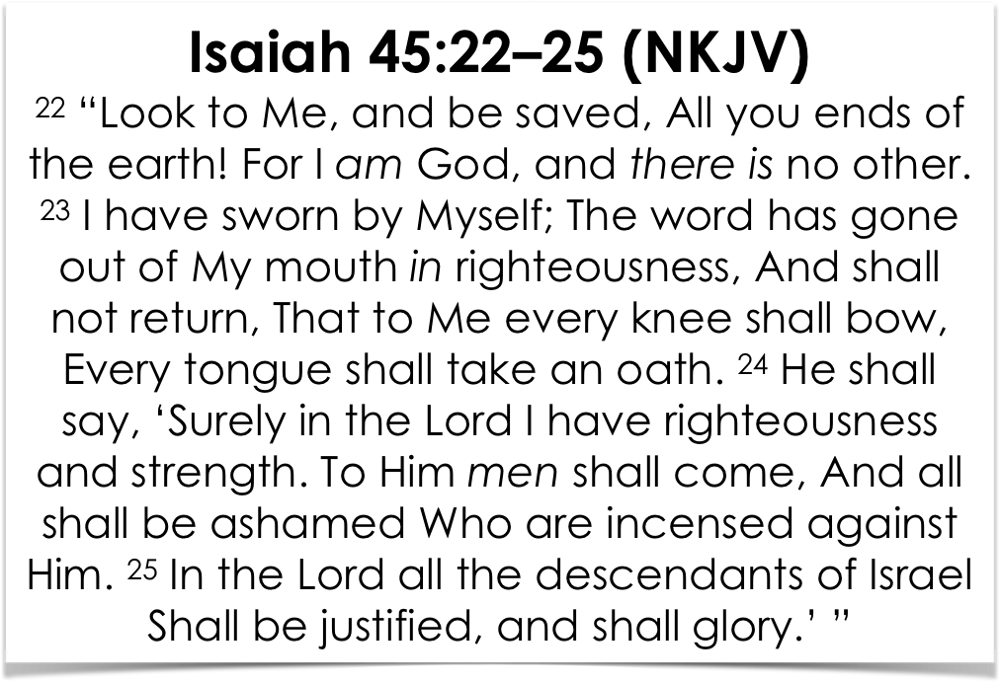 Isaiah 45:22–25 (NKJV)
22 “Look to Me, and be saved, All you ends of
the earth! For I am God, and there is no other.
23 I have sworn by Myself; The word has gone
out of My mouth in righteousness, And shall
not return, That to Me every knee shall bow,
Every tongue shall take an oath. 24 He shall
say, ‘Surely in the Lord I have righteousness
and strength. To Him men shall come, And all
shall be ashamed Who are incensed against
Him. 25 In the Lord all the descendants of Israel
Shall be justified, and shall glory.’ ”